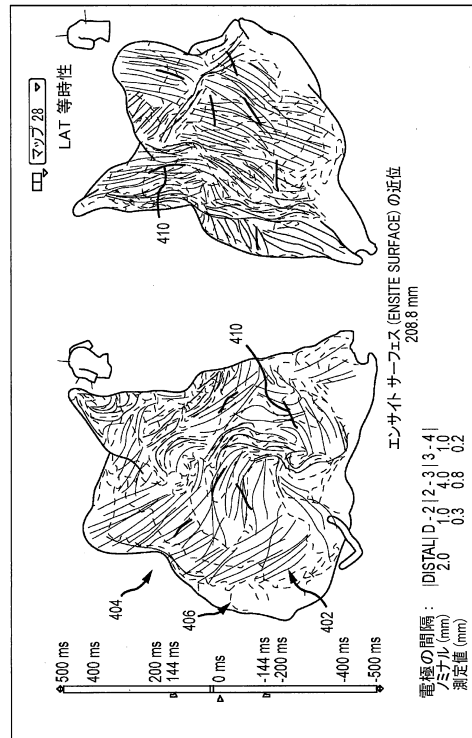 マップ 28
LAT 等時性
500 ms
400 ms
200 ms
144 ms
0 ms
-144 ms
-200 ms
-400 ms
-500 ms
404
406
402
410
410
エンサイト サーフェス (ENSITE SURFACE) の近位
208.8 mm
電極の間隔： |DISTAL| D-2 | 2-3 | 3-4 |
ノミナル (mm) 2.0 1.0 4.0 1.0
測定値 (mm) 0.3 0.8 0.2